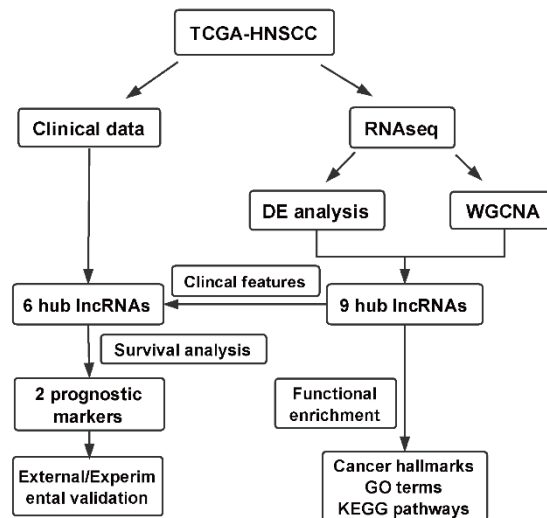 TCGA-HNSCC
Clinical data
RNAseq
DE analysis
WGCNA
Clincal features
6 hub lncRNAs
9 hub lncRNAs
Survival analysis
2 prognostic
markers
Functional
enrichment
External/Experim
ental validation
Cancer hallmarks
GO terms
KEGG pathways